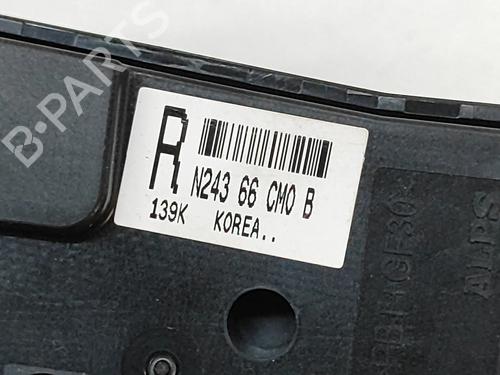 B-PARTS
R
N243 66 CM0 B
139K KOREA..
ALPS